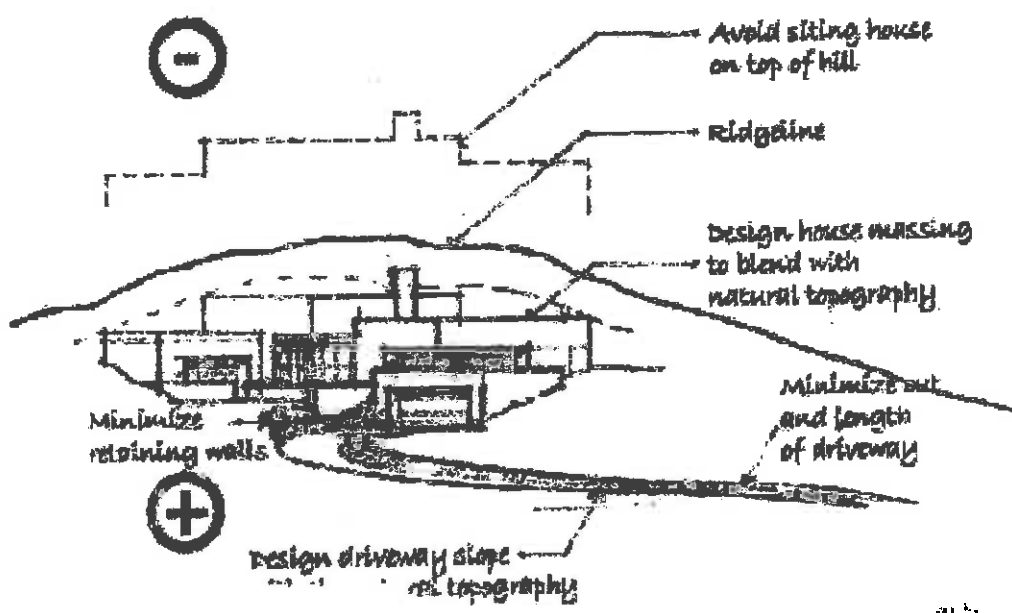 Avoid siting house
on top of hill
Ridgeline
Design house massing
to blend with
natural topography
Minimize cut
and length
of driveway
Minimize
retaining walls
Design driveway slope
topography